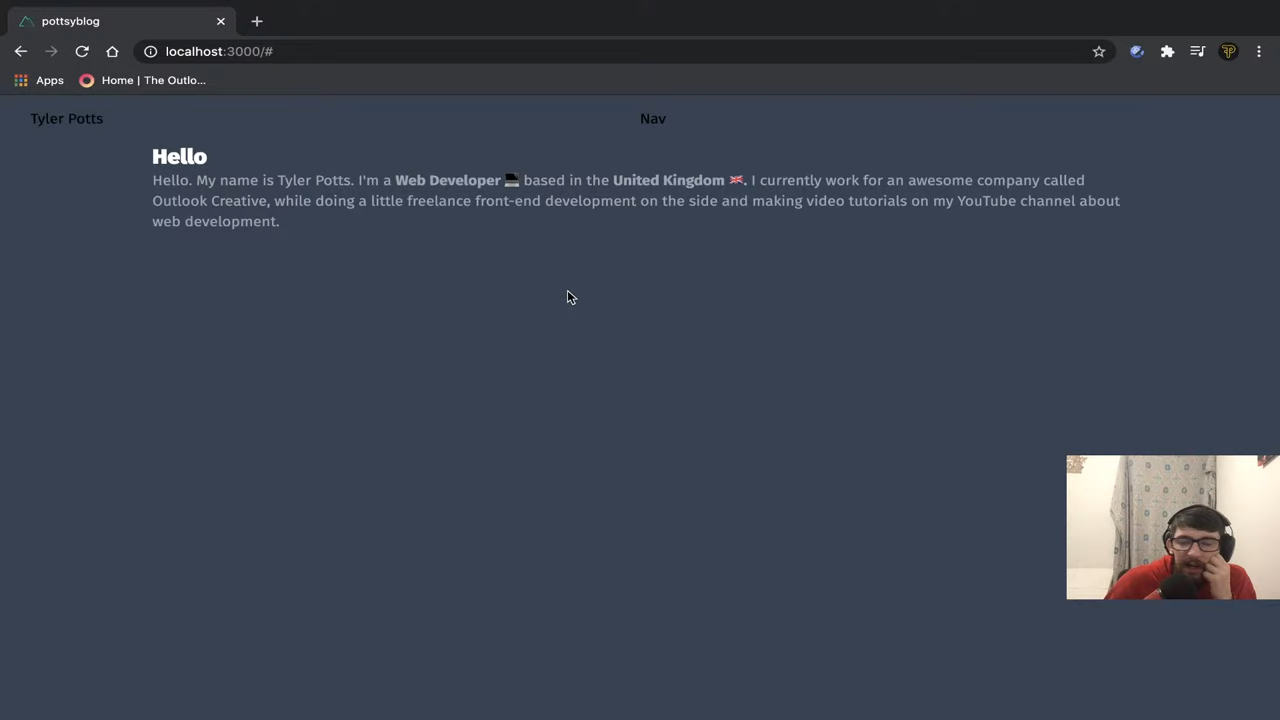 pottsyblog
localhost:3000/#
Apps
Home | The Outlo...
Tyler Potts
Nav
Hello
Hello. My name is Tyler Potts. I'm a Web Developer 💻 based in the United Kingdom 🇬🇧. I currently work for an awesome company called
Outlook Creative, while doing a little freelance front-end development on the side and making video tutorials on my YouTube channel about
web development.